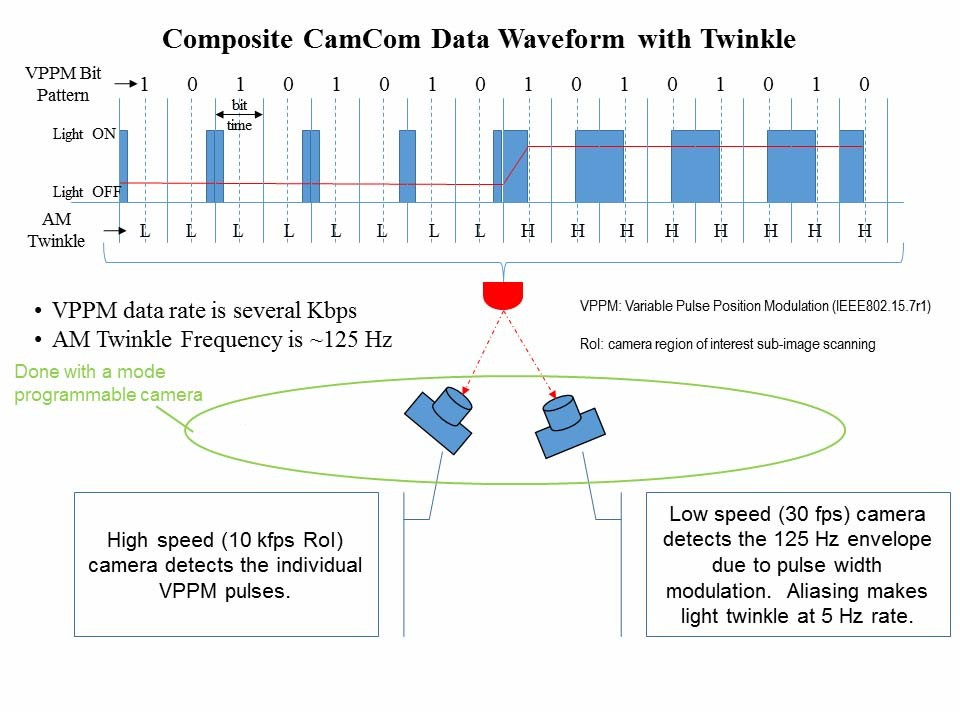 Composite CamCom Data Waveform with Twinkle
VPPM Bit
Pattern
1 0 1 0 1 0 1 0 1 0 1 0 1 0 1 0
bit
time
Light ON
Light OFF
AM
Twinkle
L L L L L L L L H H H H H H H H
• VPPM data rate is several Kbps
• AM Twinkle Frequency is ~125 Hz
VPPM: Variable Pulse Position Modulation (IEEE802.15.7r1)
RoI: camera region of interest sub-image scanning
Done with a mode
programmable camera
High speed (10 kfps RoI)
camera detects the individual
VPPM pulses.
Low speed (30 fps) camera
detects the 125 Hz envelope
due to pulse width
modulation. Aliasing makes
light twinkle at 5 Hz rate.